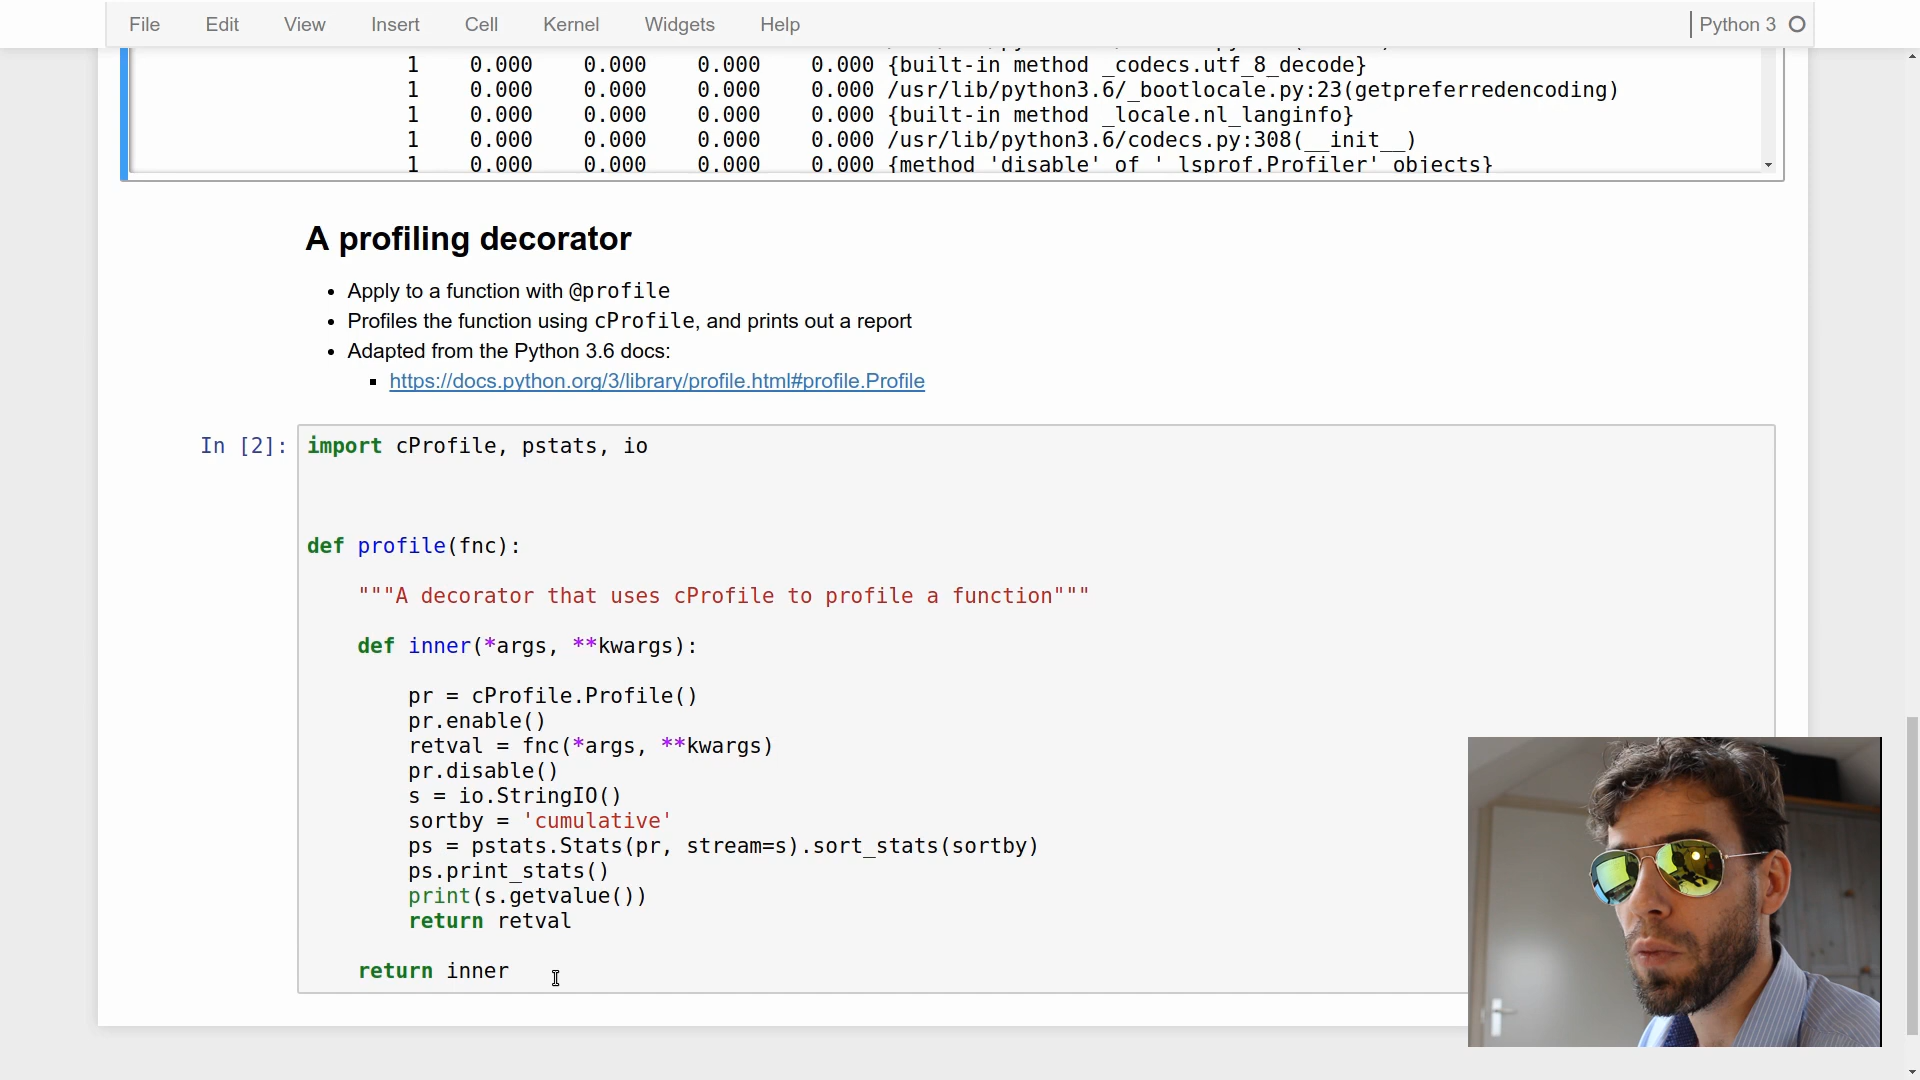 File Edit View Insert Cell Kernel Widgets Help Python 3
1 0.000 0.000 0.000 0.000 {built-in method _codecs.utf_8_decode}
1 0.000 0.000 0.000 0.000 /usr/lib/python3.6/_bootlocale.py:23(getpreferredencoding)
1 0.000 0.000 0.000 0.000 {built-in method _locale.nl_langinfo}
1 0.000 0.000 0.000 0.000 /usr/lib/python3.6/codecs.py:308(__init__)
1 0.000 0.000 0.000 0.000 {method 'disable' of '_lsprof.Profiler' objects}
A profiling decorator
• Apply to a function with @profile
• Profiles the function using cProfile, and prints out a report
• Adapted from the Python 3.6 docs:
▪ https://docs.python.org/3/library/profile.html#profile.Profile
In [2]: import cProfile, pstats, io
def profile(fnc):
"""A decorator that uses cProfile to profile a function"""
def inner(*args, **kwargs):
pr = cProfile.Profile()
pr.enable()
retval = fnc(*args, **kwargs)
pr.disable()
s = io.StringIO()
sortby = 'cumulative'
ps = pstats.Stats(pr, stream=s).sort_stats(sortby)
ps.print_stats()
print(s.getvalue())
return retval
return inner